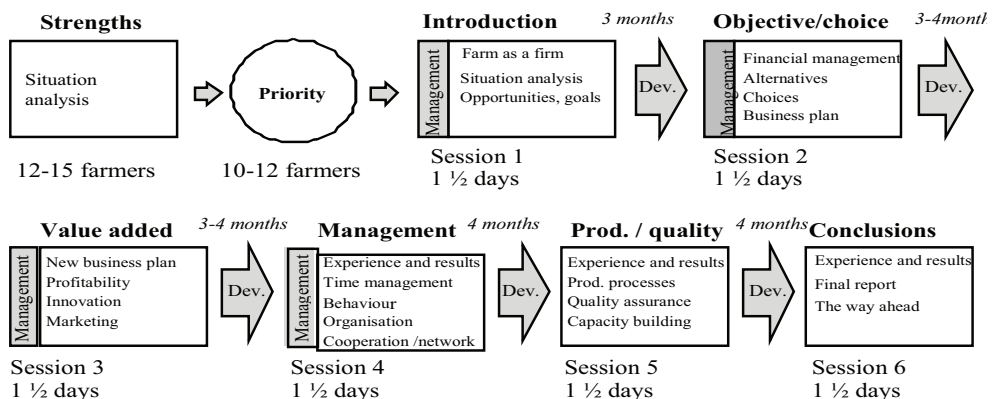 Strengths
Situation
analysis
12-15 farmers
Priority
10-12 farmers
Introduction
Management
Farm as a firm
Situation analysis
Opportunities, goals
Session 1
1 ½ days
3 months
Dev.
Objective/choice
Management
Financial management
Alternatives
Choices
Business plan
Session 2
1 ½ days
3-4month
Dev.
Value added
Management
New business plan
Profitability
Innovation
Marketing
Session 3
1 ½ days
3-4 months
Dev.
Management
Management
Experience and results
Time management
Behaviour
Organisation
Cooperation /network
Session 4
1 ½ days
4 months
Dev.
Prod. / quality
Experience and results
Prod. processes
Quality assurance
Capacity building
Session 5
1 ½ days
4 months
Dev.
Conclusions
Experience and results
Final report
The way ahead
Session 6
1 ½ days